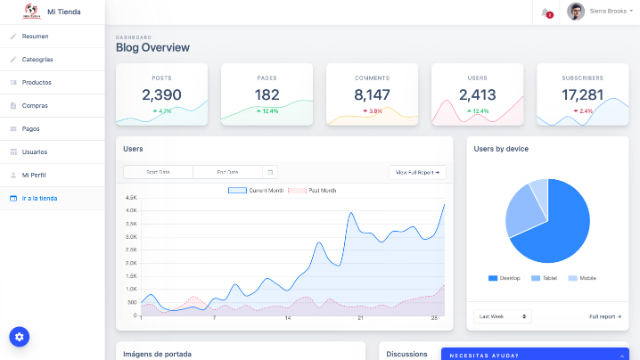 Mi Tienda
Sierra Brooks
Resumen
Cateogrías
Productos
Compras
Pagos
Usuarios
Mi Perfil
Ir a la tienda
DASHBOARD
Blog Overview
POSTS
2,390
4.7%
PAGES
182
12.4%
COMMENTS
8,147
3.8%
USERS
2,413
12.4%
SUBSCRIBERS
17,281
2.4%
Users
Start Date
End Date
View Full Report
Current Month
Past Month
4.5K
4.0K
3.5K
3.0K
2.5K
2.0K
1.5K
1.0K
500
0
1
7
14
21
28
Users by device
Desktop
Tablet
Mobile
Last Week
Full report
Imágens de portada
Discussions
NECESITAS AYUDA?